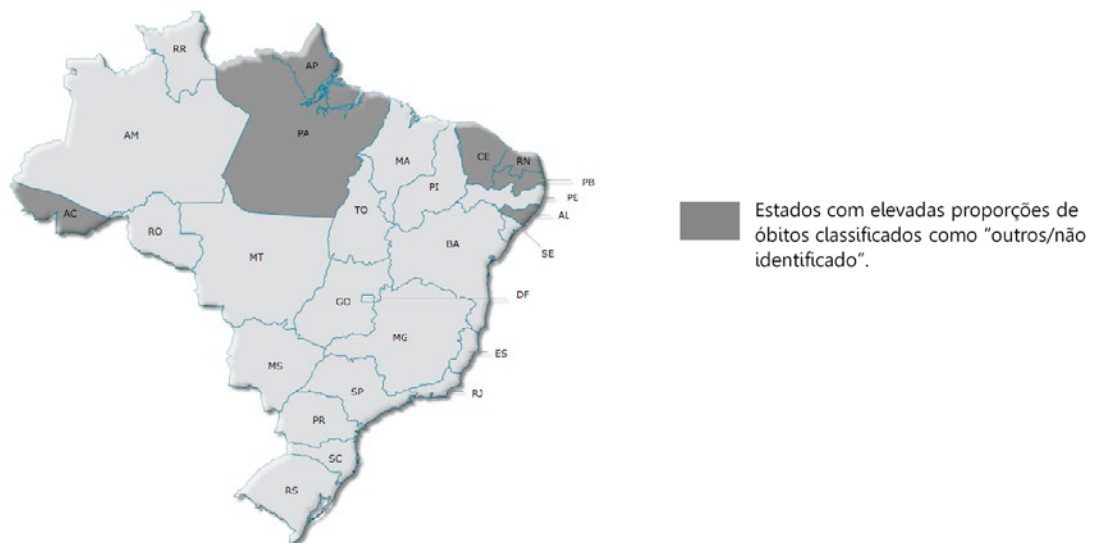 RR
AP
AM
PA
MA
CE
RN
PB
PI
PE
AC
TO
AL
RO
BA
SE
MT
DF
GO
MG
ES
MS
SP
RJ
PR
SC
RS
Estados com elevadas proporções de
óbitos classificados como "outros/não
identificado".